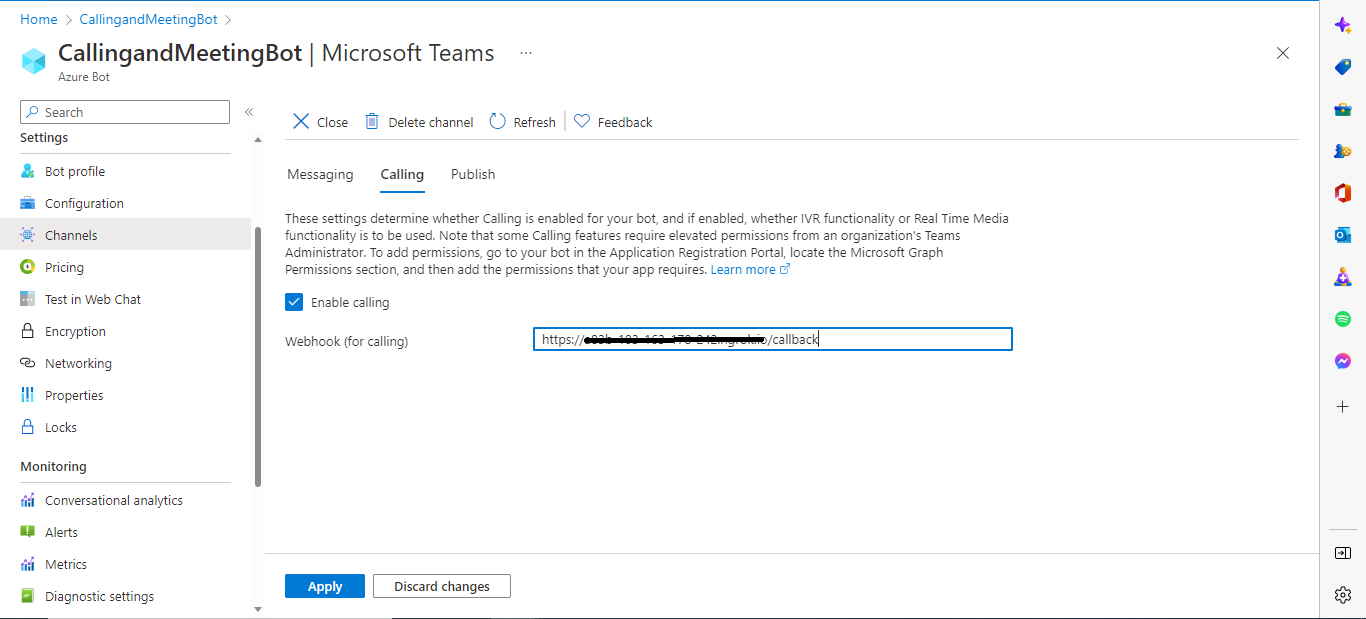 Home > CallingandMeetingBot >
CallingandMeetingBot | Microsoft Teams ...
Azure Bot
Search «
Settings
Bot profile
Configuration
Channels
Pricing
Test in Web Chat
Encryption
Networking
Properties
Locks
Monitoring
Conversational analytics
Alerts
Metrics
Diagnostic settings
Close Delete channel Refresh Feedback
Messaging Calling Publish
These settings determine whether Calling is enabled for your bot, and if enabled, whether IVR functionality or Real Time Media
functionality is to be used. Note that some Calling features require elevated permissions from an organization's Teams
Administrator. To add permissions, go to your bot in the Application Registration Portal, locate the Microsoft Graph
Permissions section, and then add the permissions that your app requires. Learn more
Enable calling
Webhook (for calling) https:// /callback
Apply Discard changes